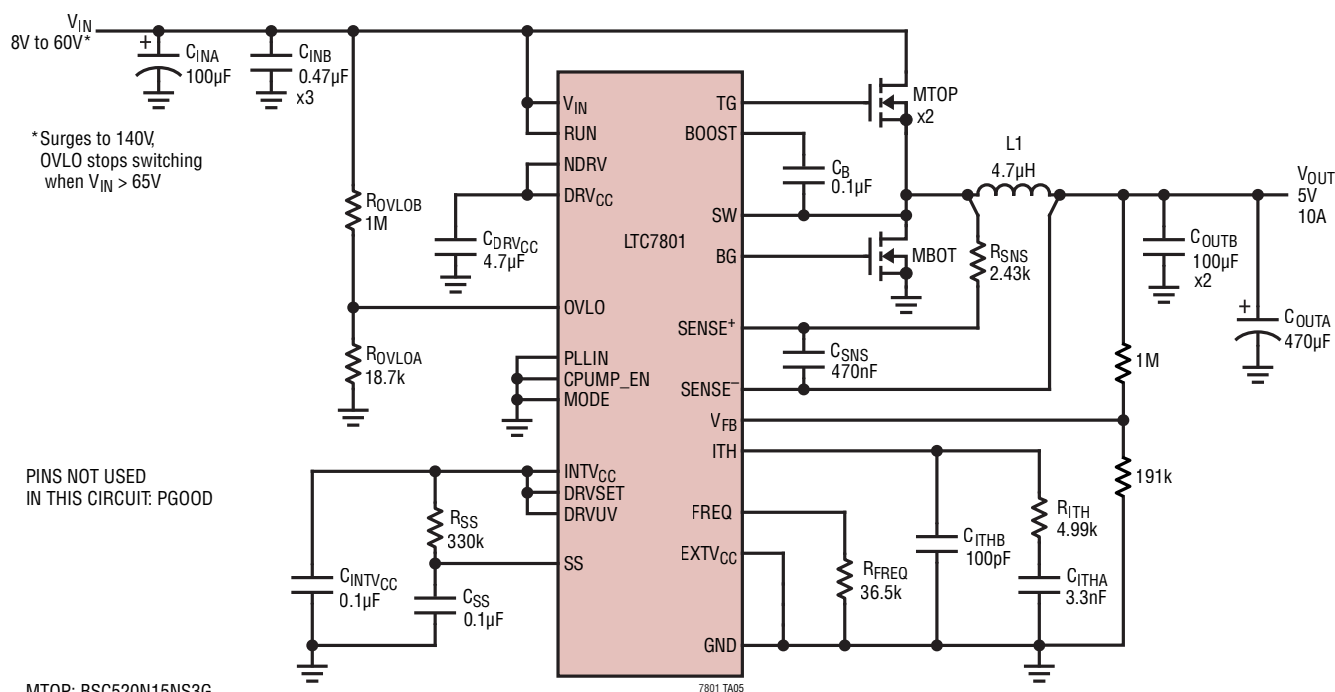 VIN
8V to 60V*
CINA
100µF
CINB
0.47µF
x3
*Surges to 140V,
OVLO stops switching
when VIN > 65V
ROVLOB
1M
CDRVCC
4.7µF
ROVLOA
18.7k
PINS NOT USED
IN THIS CIRCUIT: PGOOD
RSS
330k
CINTVCC
0.1µF
CSS
0.1µF
VIN
RUN
NDRV
DRVCC
OVLO
PLLIN
CPUMP_EN
MODE
INTVCC
DRVSET
DRVUV
SS
LTC7801
TG
BOOST
SW
BG
SENSE+
SENSE–
VFB
ITH
FREQ
EXTVCC
GND
MTOP
x2
CB
0.1µF
L1
4.7µH
MBOT
RSNS
2.43k
CSNS
470nF
VOUT
5V
10A
COUTB
100µF
x2
COUTA
470µF
1M
191k
RITH
4.99k
CITHB
100pF
CITHA
3.3nF
RFREQ
36.5k
MTOP: BSC520N15NS3G
7801 TA05